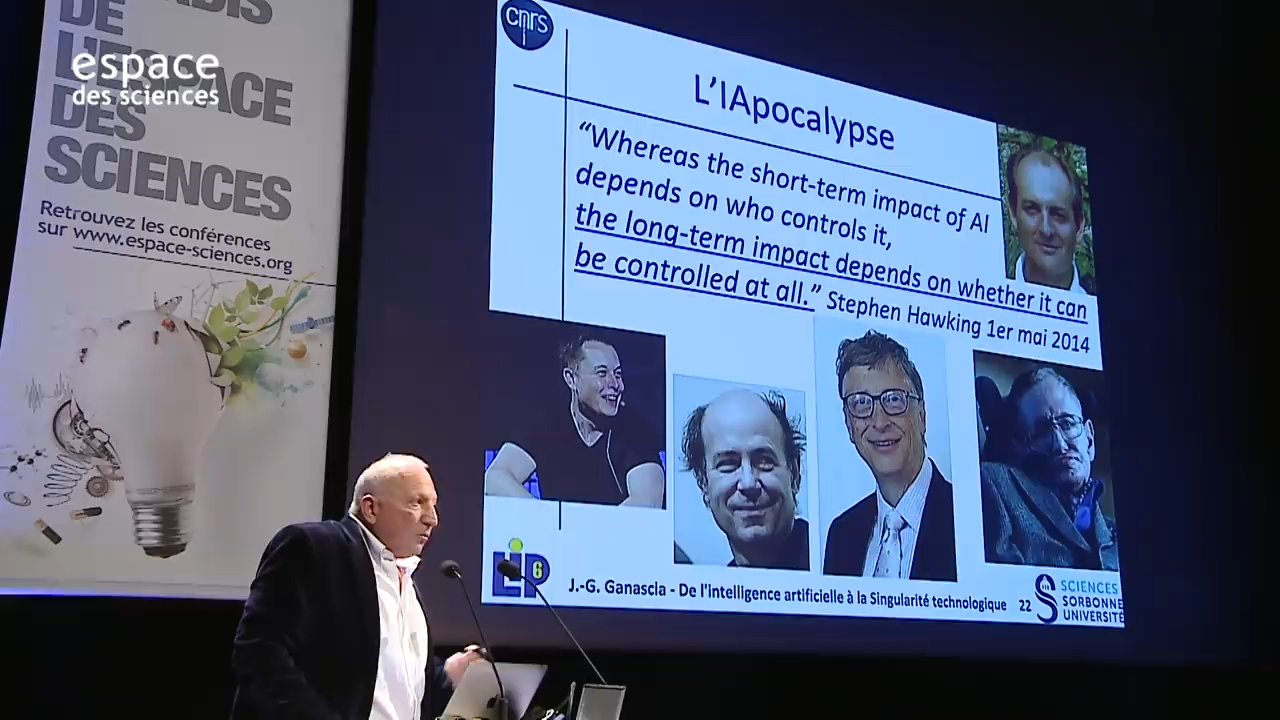 DE
L'ESPACE
DES
SCIENCES
espace
des sciences
Retrouvez les conférences
sur www.espace-sciences.org
cnrs
L'IApocalypse
“Whereas the short-term impact of AI
depends on who controls it,
the long-term impact depends on whether it can
be controlled at all.” Stephen Hawking 1er mai 2014
LIP6
J.-G. Ganascia - De l'intelligence artificielle à la Singularité technologique 22
SCIENCES
SORBONNE
UNIVERSITÉ